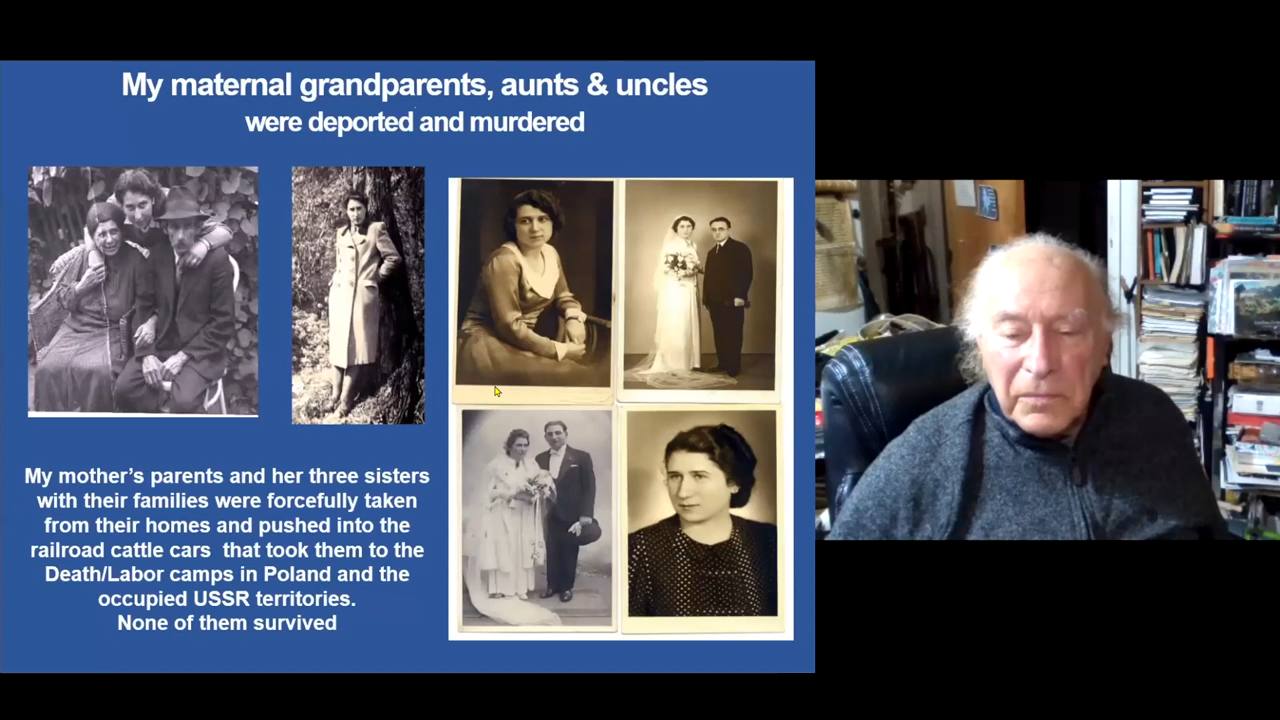 My maternal grandparents, aunts & uncles
were deported and murdered
My mother's parents and her three sisters
with their families were forcefully taken
from their homes and pushed into the
railroad cattle cars that took them to the
Death/Labor camps in Poland and the
occupied USSR territories.
None of them survived